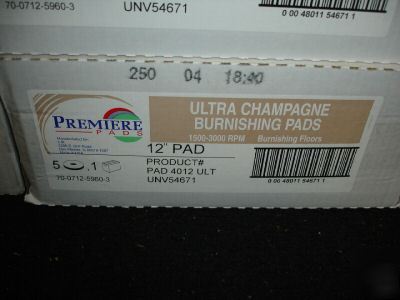 70-0712-5960-3
UNV54671
0 00 48011 54671 1
250 04 18:40
PREMIERE
PADS
ULTRA CHAMPAGNE
BURNISHING PADS
1500-3000 RPM Burnishing Floors
12" PAD
PRODUCT#
PAD 4012 ULT
UNV54671
5 1
70-0712-5960-3
0 00 48011 54671 1